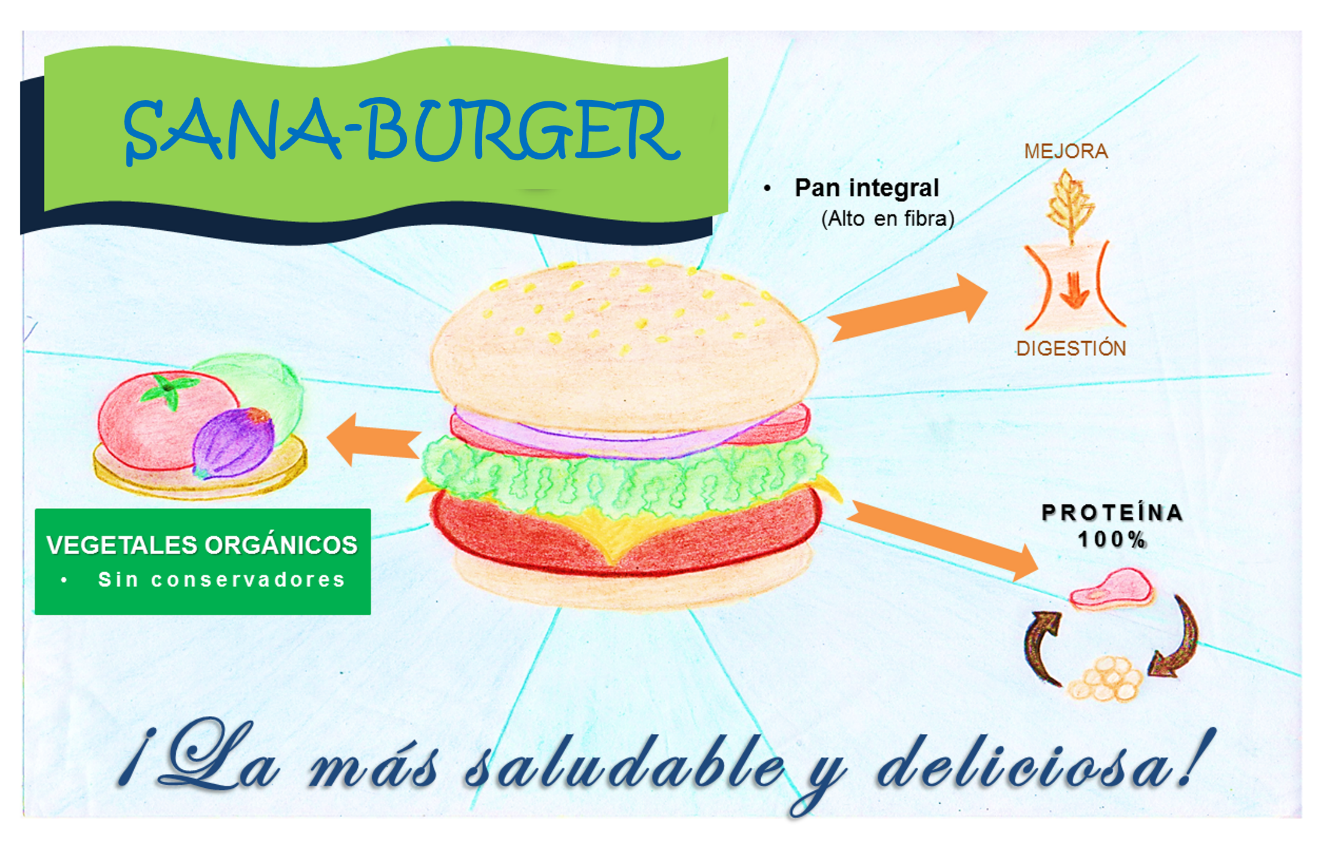 SANA-BURGER
• Pan integral
(Alto en fibra)
MEJORA
DIGESTIÓN
VEGETALES ORGÁNICOS
• Sin conservadores
PROTEÍNA
100%
¡La más saludable y deliciosa!